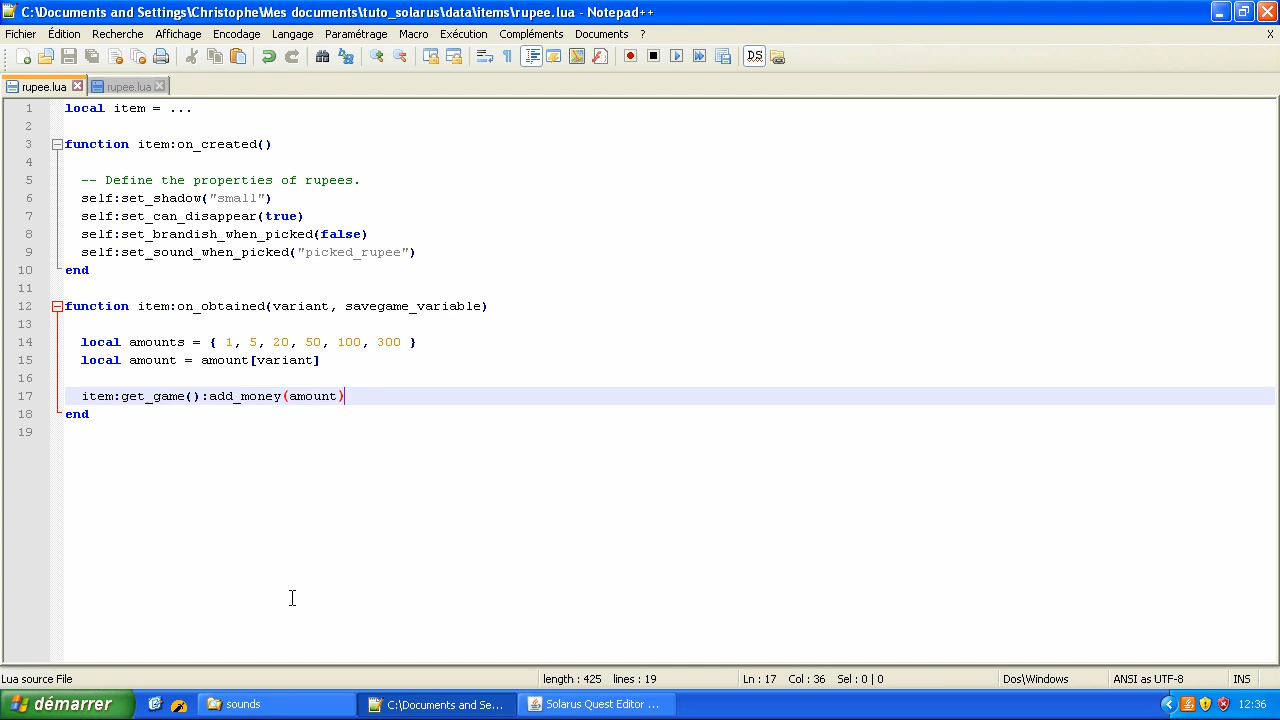 C:\Documents and Settings\Christophe\Mes documents\tuto_solarus\data\items\rupee.lua - Notepad++
Fichier Édition Recherche Affichage Encodage Langage Paramétrage Macro Exécution Compléments Documents ? X
rupee.lua rupee.lua
1 local item = ...
2
3 function item:on_created()
4
5 -- Define the properties of rupees.
6 self:set_shadow("small")
7 self:set_can_disappear(true)
8 self:set_brandish_when_picked(false)
9 self:set_sound_when_picked("picked_rupee")
10 end
11
12 function item:on_obtained(variant, savegame_variable)
13
14 local amounts = { 1, 5, 20, 50, 100, 300 }
15 local amount = amount[variant]
16
17 item:get_game():add_money(amount)
18 end
19
Lua source File length : 425 lines : 19 Ln : 17 Col : 36 Sel : 0 | 0 Dos\Windows ANSI as UTF-8 INS
démarrer sounds C:\Documents and Se... Solarus Quest Editor ... 12:36